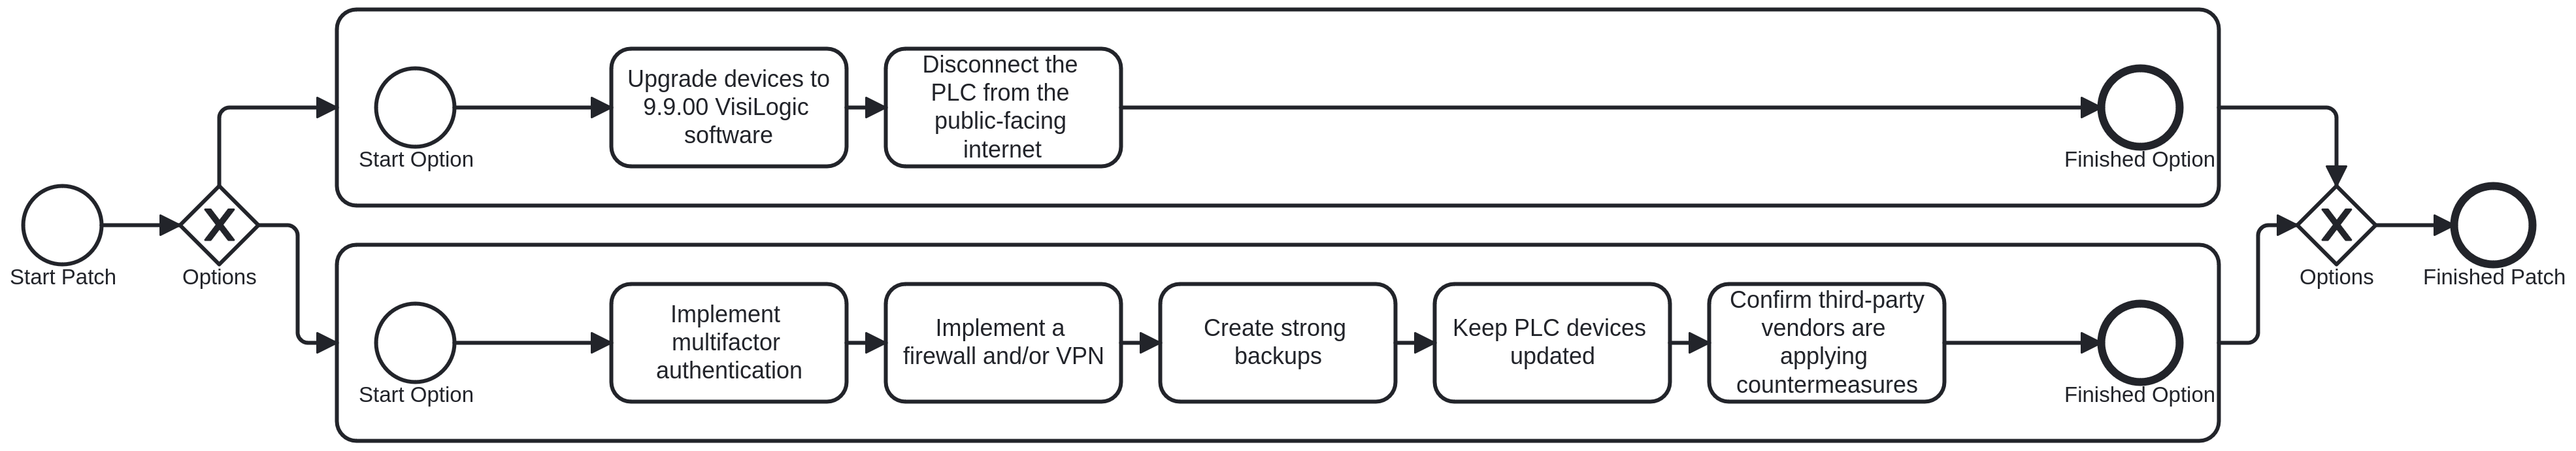 Start Patch
X
Options
Start Option
Upgrade devices to
9.9.00 VisiLogic
software
Disconnect the
PLC from the
public-facing
internet
Finished Option
Start Option
Implement
multifactor
authentication
Implement a
firewall and/or VPN
Create strong
backups
Keep PLC devices
updated
Confirm third-party
vendors are
applying
countermeasures
Finished Option
X
Options
Finished Patch